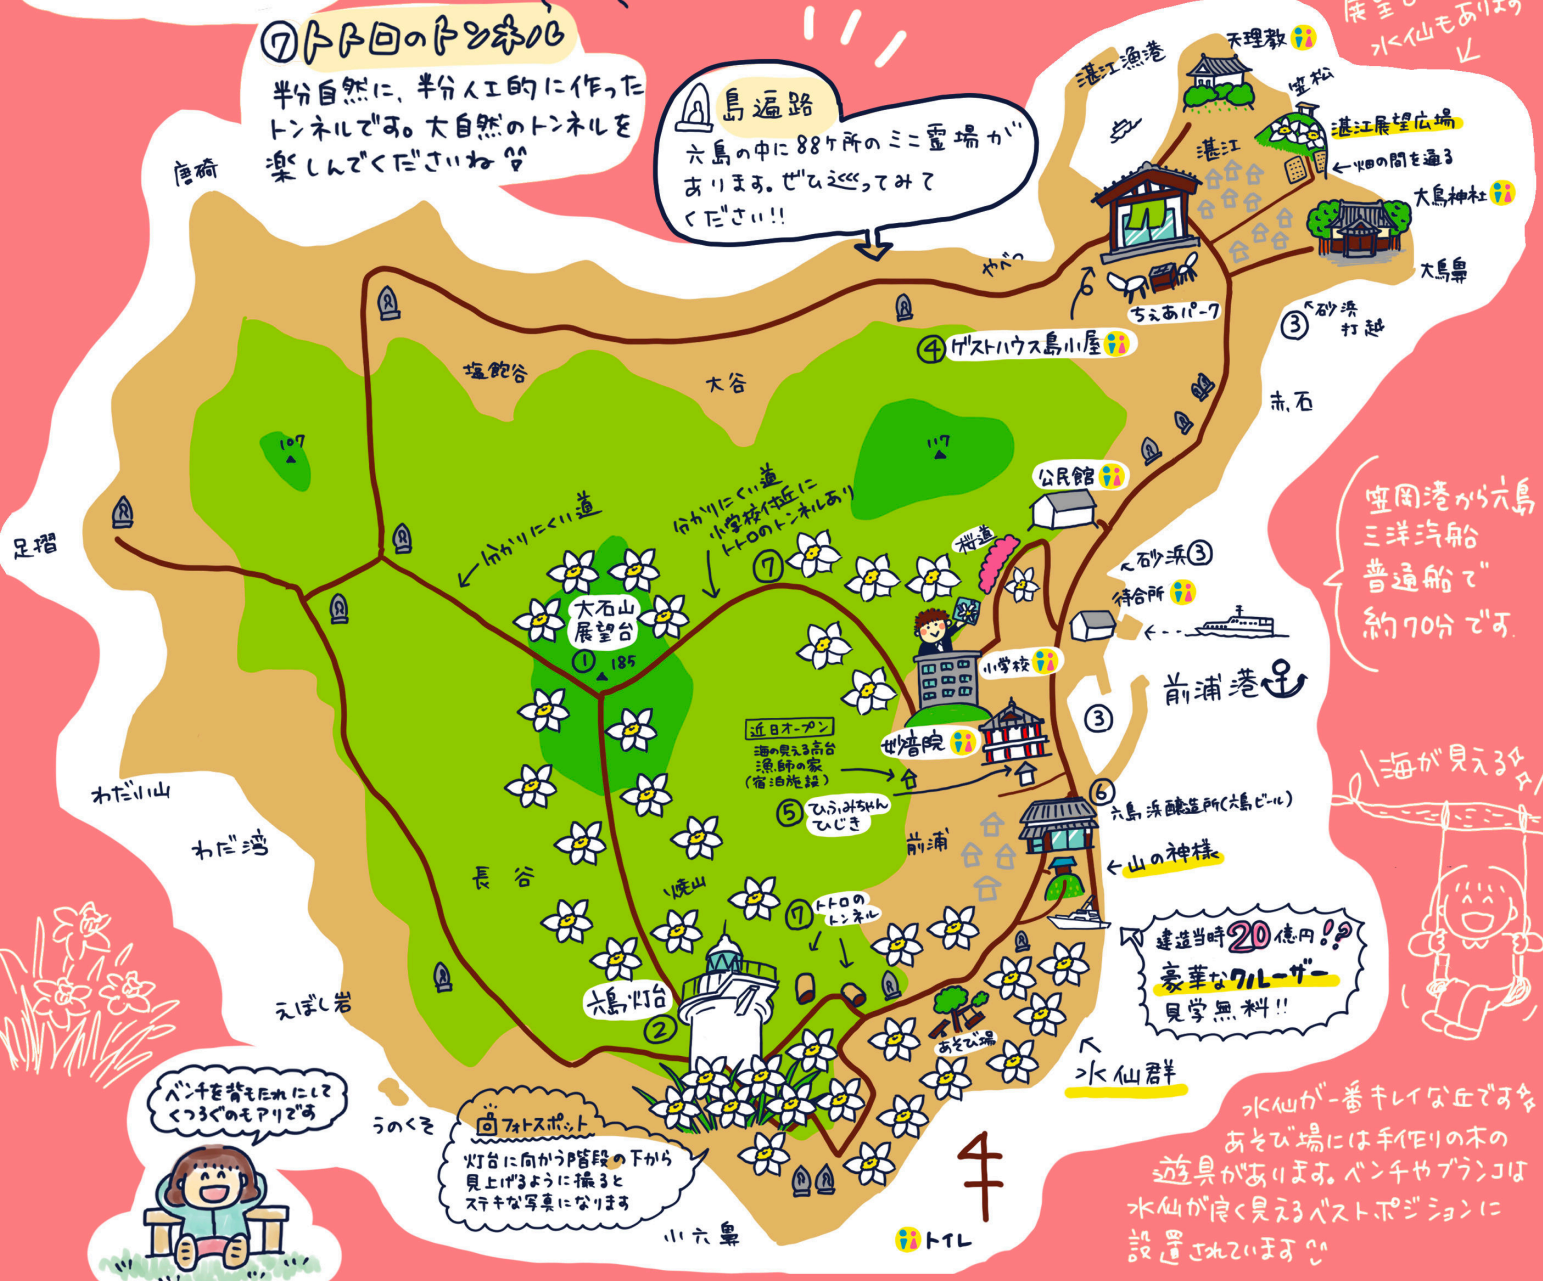 ⑦トトロのトンネル
半分自然に、半分人工的に作った
トンネルです。大自然のトンネルを
楽しんでくださいね
島遍路
六島の中に88ヶ所のミニ霊場が
あります。ぜひ巡ってみて
ください!!
水仙もあります
天理教
湛江漁港
笠松
湛江展望広場
湛江
←畑の間を通る
大鳥神社
大鳥鼻
唐碕
やべっ
ちぇあパーク
③
砂浜
打越
④ゲストハウス島小屋
赤石
塩飽谷
大谷
107
117
公民館
笠岡港から六島
三洋汽船
普通船で
約70分です.
足摺
分かりにくい道
分かりにくい道
小学校付近に
トトロのトンネルあり
⑦
桜道
砂浜③
待合所
大石山
展望台
① 185
小学校
前浦港
③
近日オープン
海の見える高台
漁師の家
(宿泊施設)
妙音院
⑤ひふみちゃん
ひじき
⑥
六島浜醸造所(六島ビール)
前浦
←山の神様
海が見える
わだ小山
わだ湾
長谷
焼山
⑦トトロの
トンネル
建造当時20億円!?
豪華なクルーザー
見学無料!!
えぼし岩
六島灯台
②
あそび場
水仙群
ベンチを背もたれにして
くつろぐのもアリです
うのくそ
フォトスポット
灯台に向かう階段の下から
見上げるように撮ると
ステキな写真になります
小六鼻
トイレ
水仙が一番キレイな丘です
あそび場には手作りの木の
遊具があります。ベンチやブランコは
水仙が良く見えるベストポジションに
設置されています